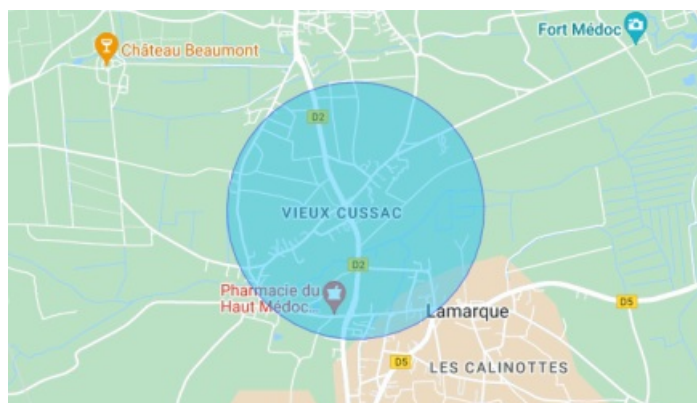 Fort Médoc
Château Beaumont
D2
VIEUX CUSSAC
D2
Pharmacie du
Haut Médoc...
Lamarque
D5
D5
LES CALINOTTES